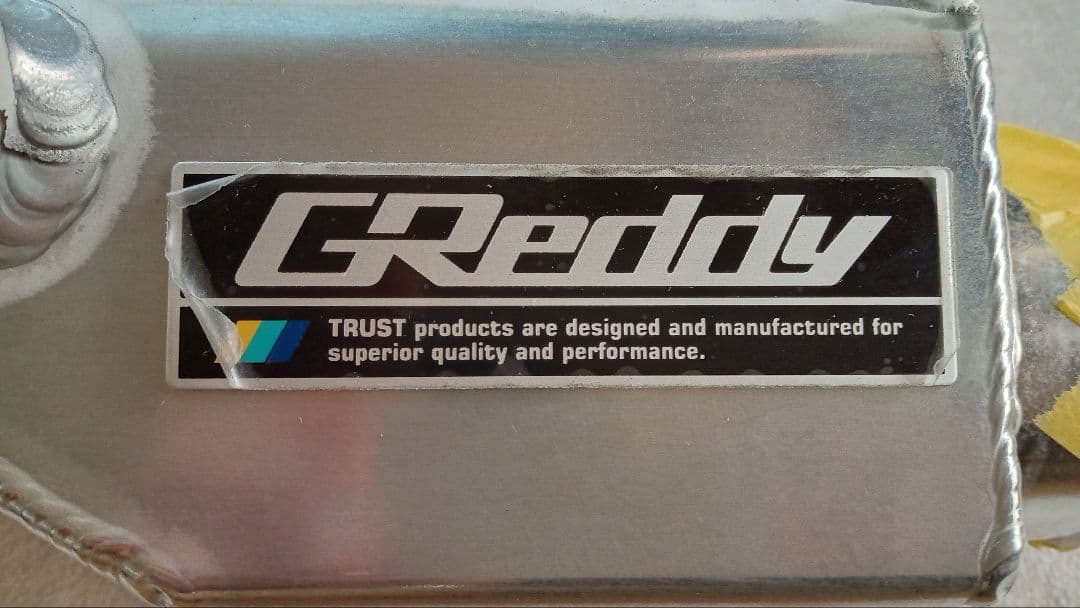 GReddy
TRUST products are designed and manufactured for
superior quality and performance.